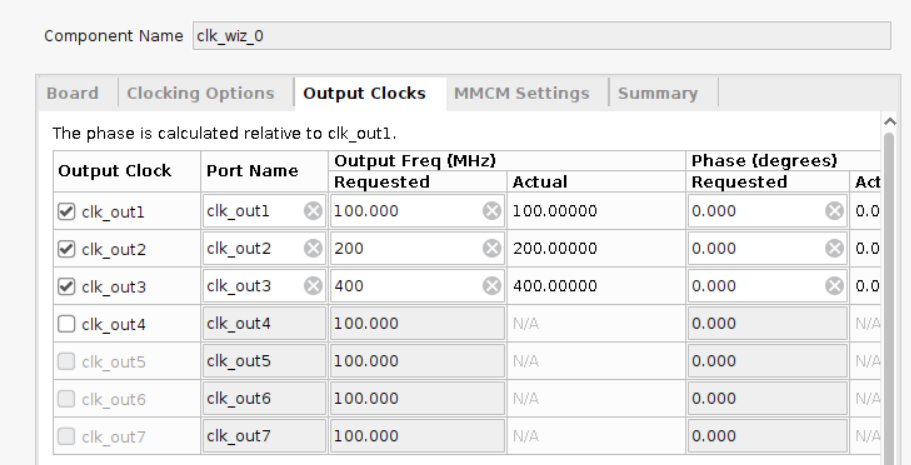 Component Name clk_wiz_0
Board Clocking Options Output Clocks MMCM Settings Summary
The phase is calculated relative to clk_out1.
Output Clock Port Name Output Freq (MHz) Phase (degrees)
Requested Actual Requested Act
clk_out1 clk_out1 100.000 100.00000 0.000 0.0
clk_out2 clk_out2 200 200.00000 0.000 0.0
clk_out3 clk_out3 400 400.00000 0.000 0.0
clk_out4 clk_out4 100.000 N/A 0.000 N/A
clk_out5 clk_out5 100.000 N/A 0.000 N/A
clk_out6 clk_out6 100.000 N/A 0.000 N/A
clk_out7 clk_out7 100.000 N/A 0.000 N/A